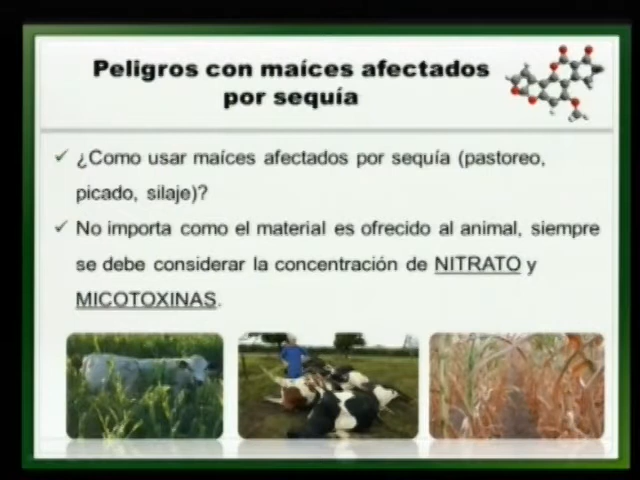 Peligros con maíces afectados
por sequía
✓ ¿Como usar maíces afectados por sequía (pastoreo,
picado, silaje)?
✓ No importa como el material es ofrecido al animal, siempre
se debe considerar la concentración de NITRATO y
MICOTOXINAS.